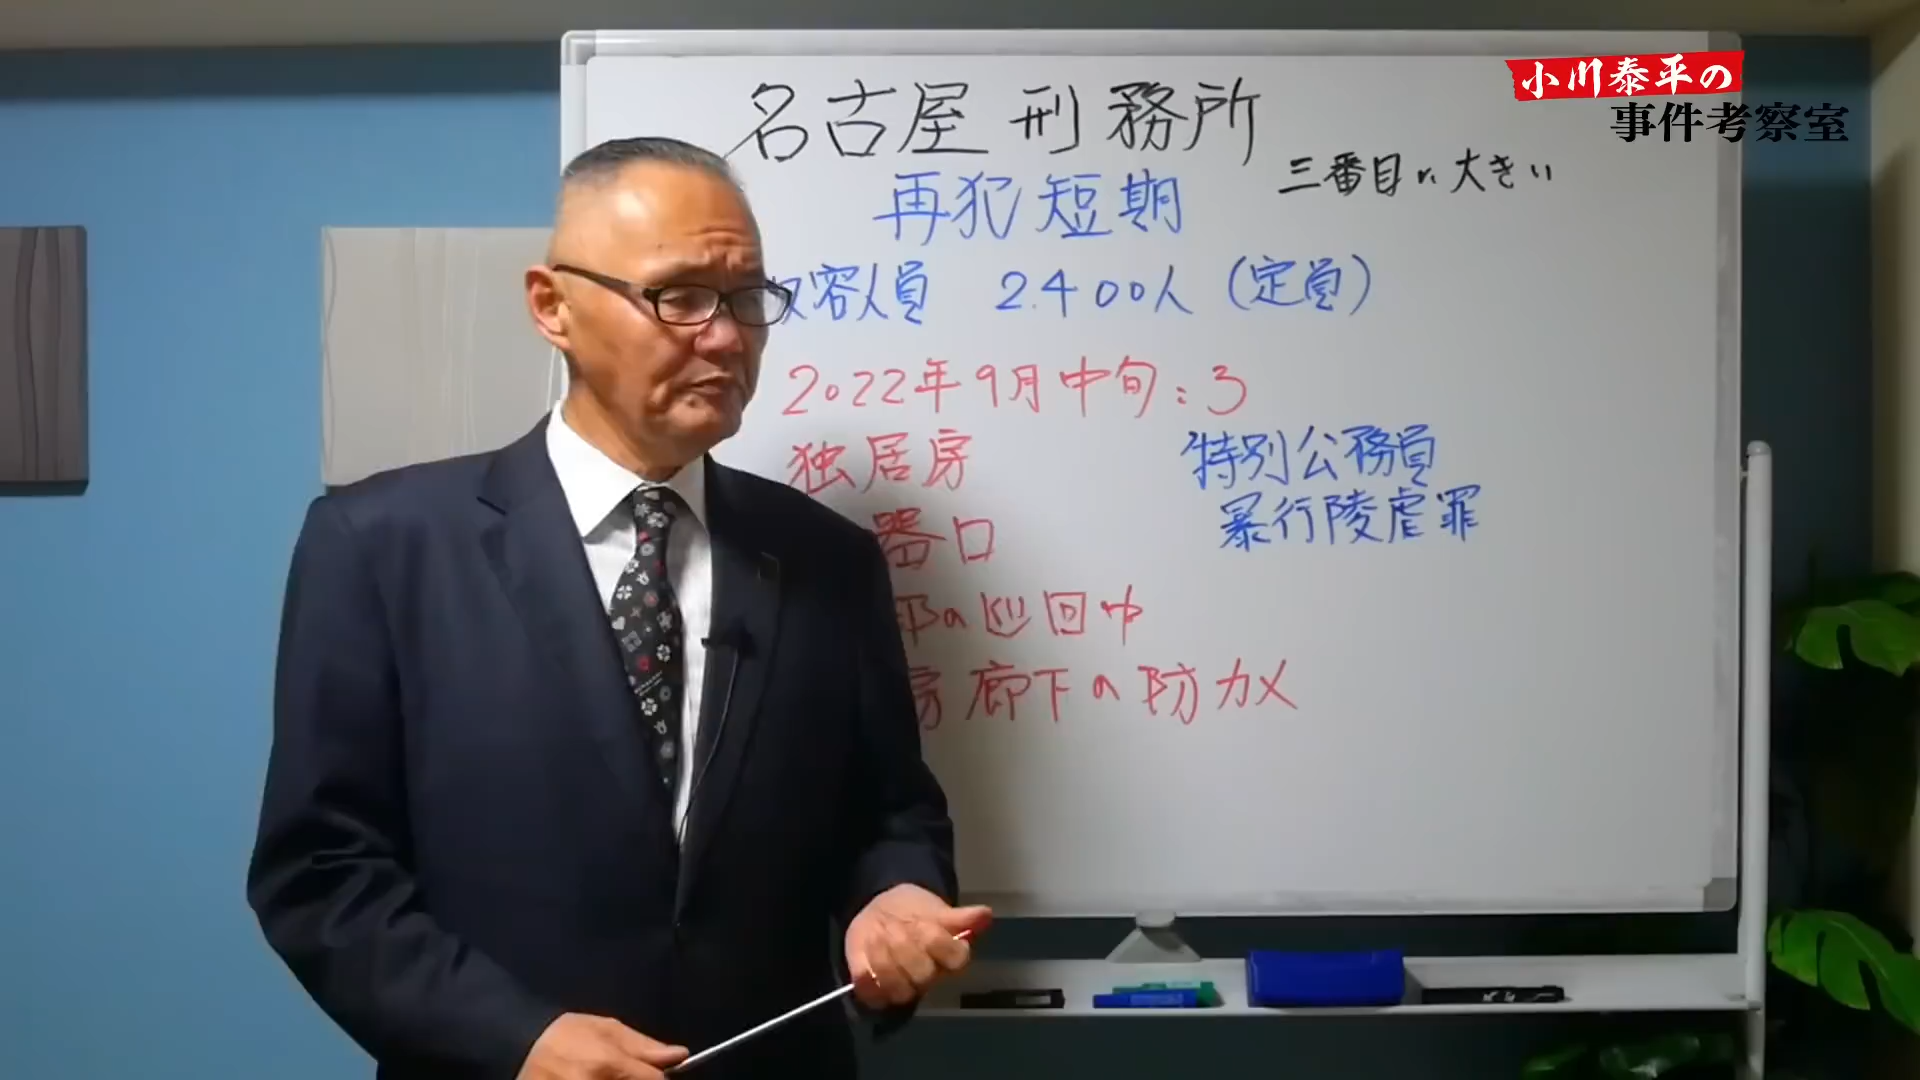 小川泰平の
事件考察室
名古屋刑務所
三番目に大きい
再犯短期
収容人員 2.400人(定員)
2022年9月中旬:3
独居房
特別公務員
器口
暴行陵虐罪
の巡回中
房廊下の防カメ